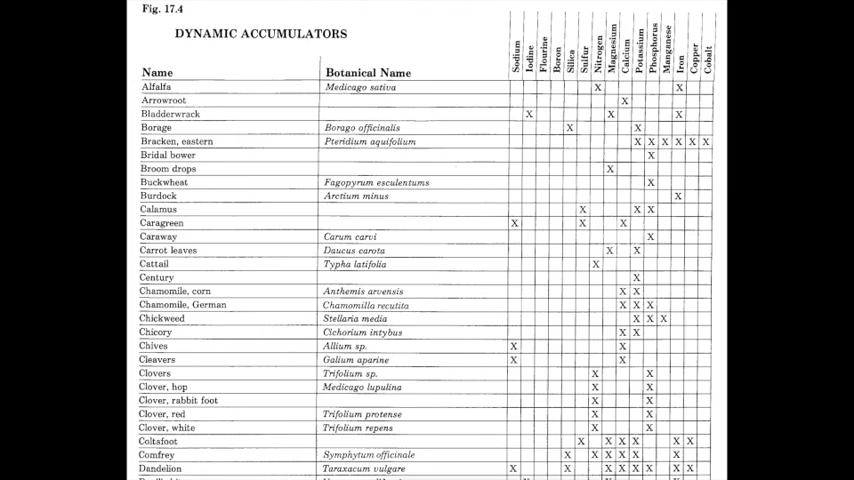 Fig. 17.4
DYNAMIC ACCUMULATORS
Name Botanical Name Sodium Iodine Flourine Boron Silica Sulfur Nitrogen Magnesium Calcium Potassium Phosphorus Manganese Iron Copper Cobalt
Alfalfa Medicago sativa X X
Arrowroot X
Bladderwrack X X X
Borage Borago officinalis X X
Bracken, eastern Pteridium aquifolium X X X X X X
Bridal bower X
Broom drops X
Buckwheat Fagopyrum esculentums X
Burdock Arctium minus X
Calamus X X X
Caragreen X X X
Caraway Carum carvi X
Carrot leaves Daucus carota X X
Cattail Typha latifolia X
Century X
Chamomile, corn Anthemis arvensis X X
Chamomile, German Chamomilla recutita X X X
Chickweed Stellaria media X X X
Chicory Cichorium intybus X X
Chives Allium sp. X X
Cleavers Galium aparine X X
Clovers Trifolium sp. X X
Clover, hop Medicago lupulina X X
Clover, rabbit foot X X
Clover, red Trifolium protense X X
Clover, white Trifolium repens X X
Coltsfoot X X X X X X
Comfrey Symphytum officinale X X X X X X
Dandelion Taraxacum vulgare X X X X X X X X